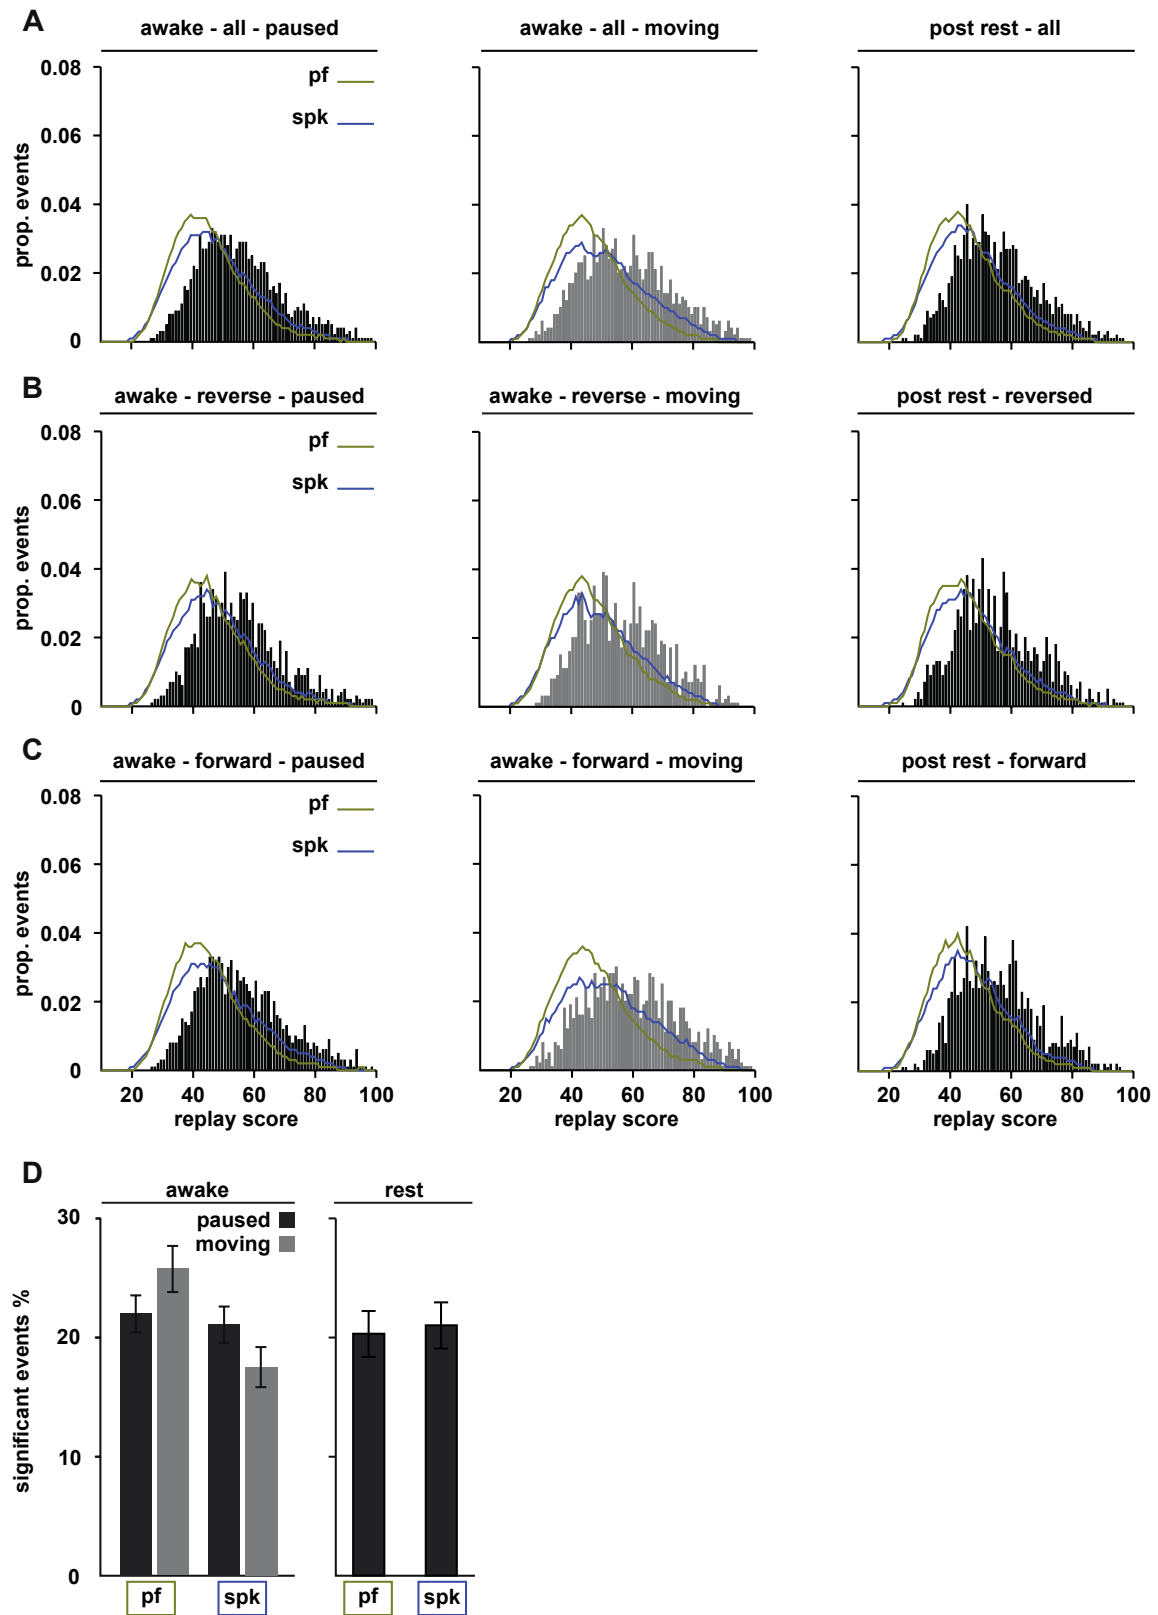 A
awake - all - paused
awake - all - moving
post rest - all
0.08
0.06
0.04
0.02
0
prop. events
pf
spk
B
awake - reverse - paused
awake - reverse - moving
post rest - reversed
0.08
0.06
0.04
0.02
0
prop. events
pf
spk
C
awake - forward - paused
awake - forward - moving
post rest - forward
0.08
0.06
0.04
0.02
0
prop. events
pf
spk
20 40 60 80 100
20 40 60 80 100
20 40 60 80 100
replay score
replay score
replay score
D
awake
rest
paused
moving
30
20
10
0
significant events %
pf
spk
pf
spk